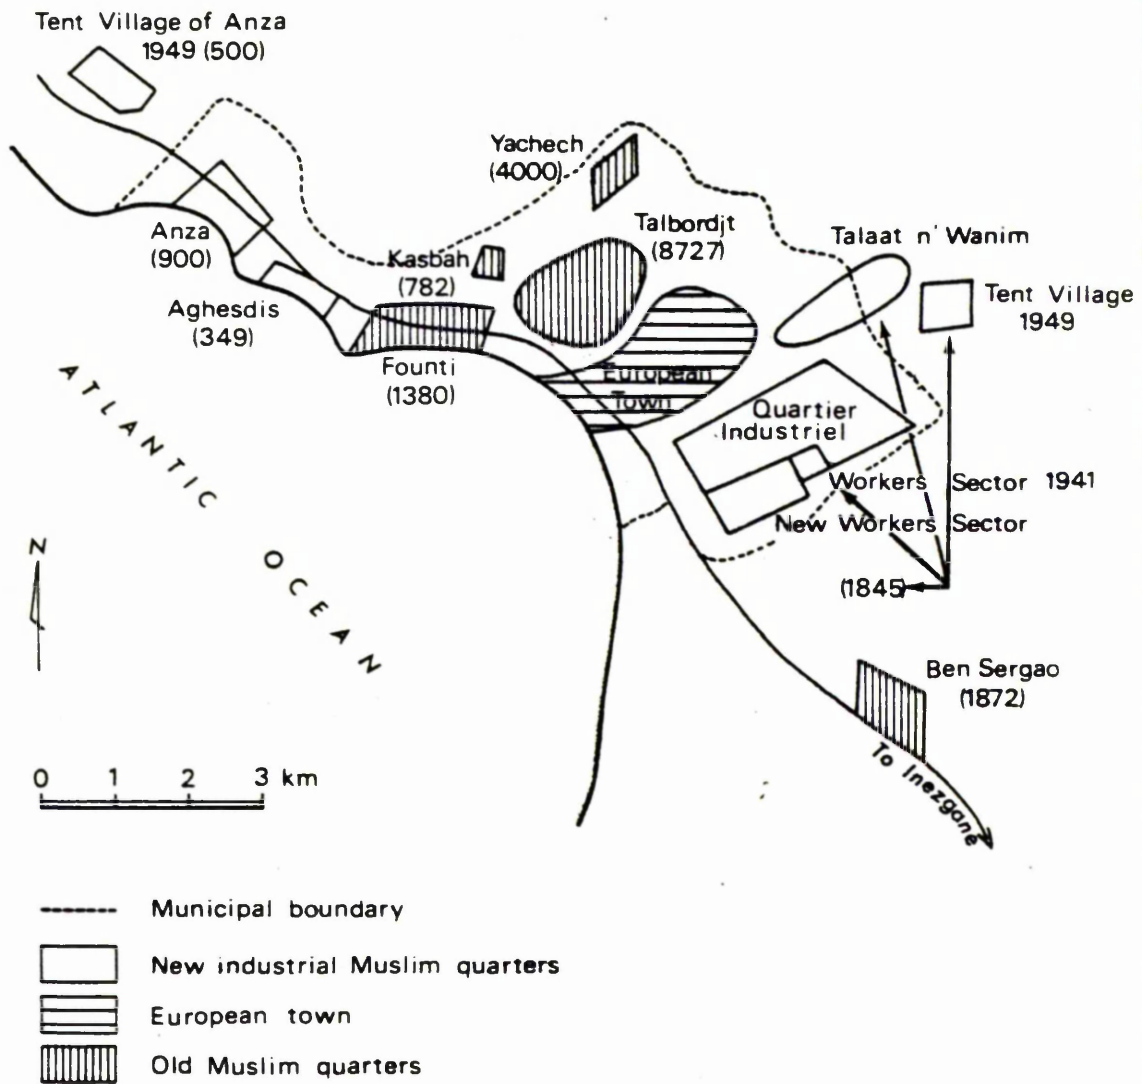 Tent Village of Anza
1949 (500)
Yachech
(4000)
Talbordjt
(8727)
Talaat n' Wanim
Anza
(900)
Kasbah
(782)
Tent Village
1949
Aghesdis
(349)
Founti
(1380)
European
Town
Quartier
Industriel
Workers Sector 1941
New Workers Sector
(1845)
ATLANTIC
OCEAN
N
Ben Sergao
(1872)
To Inezgane
0 1 2 3 km
Municipal boundary
New industrial Muslim quarters
European town
Old Muslim quarters